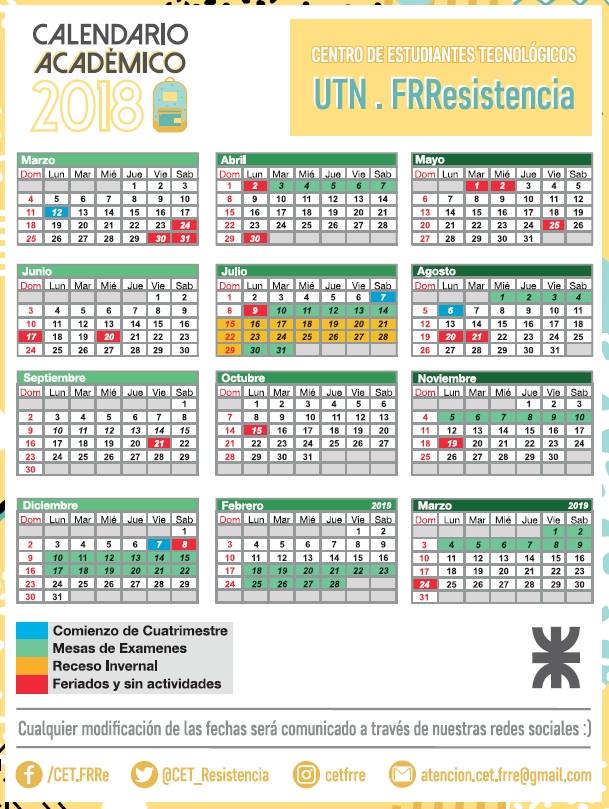 CALENDARIO
ACADÉMICO
2018
CENTRO DE ESTUDIANTES TECNOLÓGICOS
UTN . FRResistencia
Marzo
Dom Lun Mar Mié Jue Vie Sab
1 2 3
4 5 6 7 8 9 10
11 12 13 14 15 16 17
18 19 20 21 22 23 24
25 26 27 28 29 30 31
Abril
Dom Lun Mar Mié Jue Vie Sab
1 2 3 4 5 6 7
8 9 10 11 12 13 14
15 16 17 18 19 20 21
22 23 24 25 26 27 28
29 30
Mayo
Dom Lun Mar Mié Jue Vie Sab
1 2 3 4 5
6 7 8 9 10 11 12
13 14 15 16 17 18 19
20 21 22 23 24 25 26
27 28 29 30 31
Junio
Dom Lun Mar Mié Jue Vie Sab
1 2
3 4 5 6 7 8 9
10 11 12 13 14 15 16
17 18 19 20 21 22 23
24 25 26 27 28 29 30
Julio
Dom Lun Mar Mié Jue Vie Sab
1 2 3 4 5 6 7
8 9 10 11 12 13 14
15 16 17 18 19 20 21
22 23 24 25 26 27 28
29 30 31
Agosto
Dom Lun Mar Mié Jue Vie Sab
1 2 3 4
5 6 7 8 9 10 11
12 13 14 15 16 17 18
19 20 21 22 23 24 25
26 27 28 29 30 31
Septiembre
Dom Lun Mar Mié Jue Vie Sab
1
2 3 4 5 6 7 8
9 10 11 12 13 14 15
16 17 18 19 20 21 22
23 24 25 26 27 28 29
30
Octubre
Dom Lun Mar Mié Jue Vie Sab
1 2 3 4 5 6
7 8 9 10 11 12 13
14 15 16 17 18 19 20
21 22 23 24 25 26 27
28 29 30 31
Noviembre
Dom Lun Mar Mié Jue Vie Sab
1 2 3
4 5 6 7 8 9 10
11 12 13 14 15 16 17
18 19 20 21 22 23 24
25 26 27 28 29 30
Diciembre
Dom Lun Mar Mié Jue Vie Sab
1
2 3 4 5 6 7 8
9 10 11 12 13 14 15
16 17 18 19 20 21 22
23 24 25 26 27 28 29
30 31
Febrero 2019
Dom Lun Mar Mié Jue Vie Sab
1 2
3 4 5 6 7 8 9
10 11 12 13 14 15 16
17 18 19 20 21 22 23
24 25 26 27 28
Marzo 2019
Dom Lun Mar Mié Jue Vie Sab
1 2
3 4 5 6 7 8 9
10 11 12 13 14 15 16
17 18 19 20 21 22 23
24 25 26 27 28 29 30
31
Comienzo de Cuatrimestre
Mesas de Examenes
Receso Invernal
Feriados y sin actividades
Cualquier modificación de las fechas será comunicado a través de nuestras redes sociales :)
/CET.FRRe @CET_Resistencia cetfrre atencion.cet.frre@gmail.com